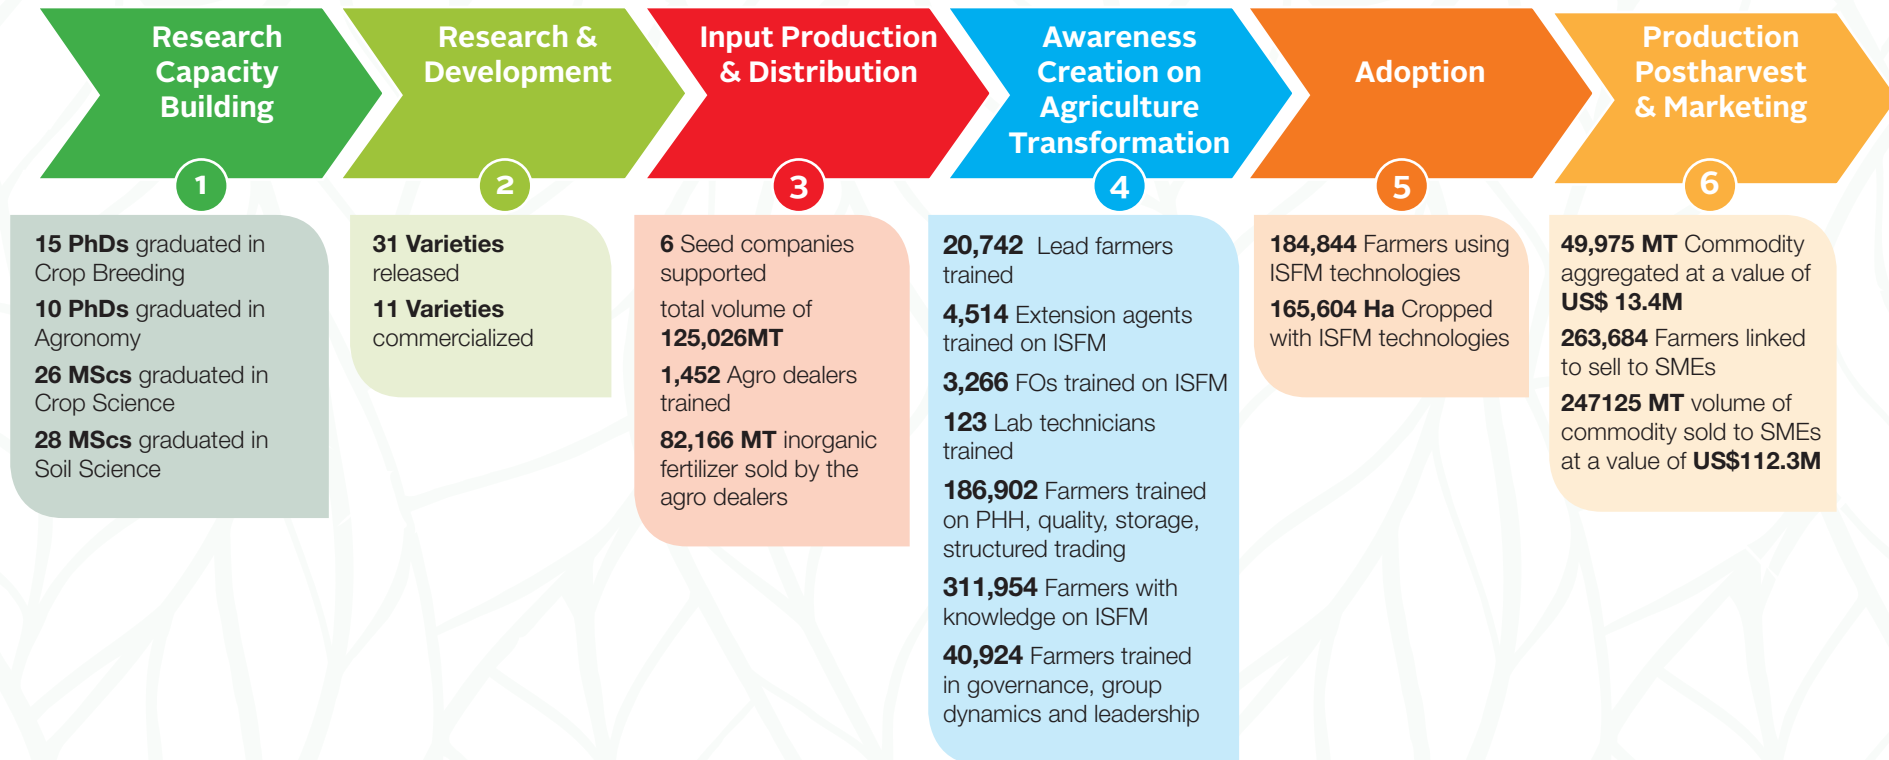 Research
Capacity
Building
1
15 PhDs graduated in
Crop Breeding
10 PhDs graduated in
Agronomy
26 MScs graduated in
Crop Science
28 MScs graduated in
Soil Science
Research &
Development
2
31 Varieties
released
11 Varieties
commercialized
Input Production
& Distribution
3
6 Seed companies
supported
total volume of
125,026MT
1,452 Agro dealers
trained
82,166 MT inorganic
fertilizer sold by the
agro dealers
Awareness
Creation on
Agriculture
Transformation
4
20,742 Lead farmers
trained
4,514 Extension agents
trained on ISFM
3,266 FOs trained on ISFM
123 Lab technicians
trained
186,902 Farmers trained
on PHH, quality, storage,
structured trading
311,954 Farmers with
knowledge on ISFM
40,924 Farmers trained
in governance, group
dynamics and leadership
Adoption
5
184,844 Farmers using
ISFM technologies
165,604 Ha Cropped
with ISFM technologies
Production
Postharvest
& Marketing
6
49,975 MT Commodity
aggregated at a value of
US$ 13.4M
263,684 Farmers linked
to sell to SMEs
247125 MT volume of
commodity sold to SMEs
at a value of US$112.3M